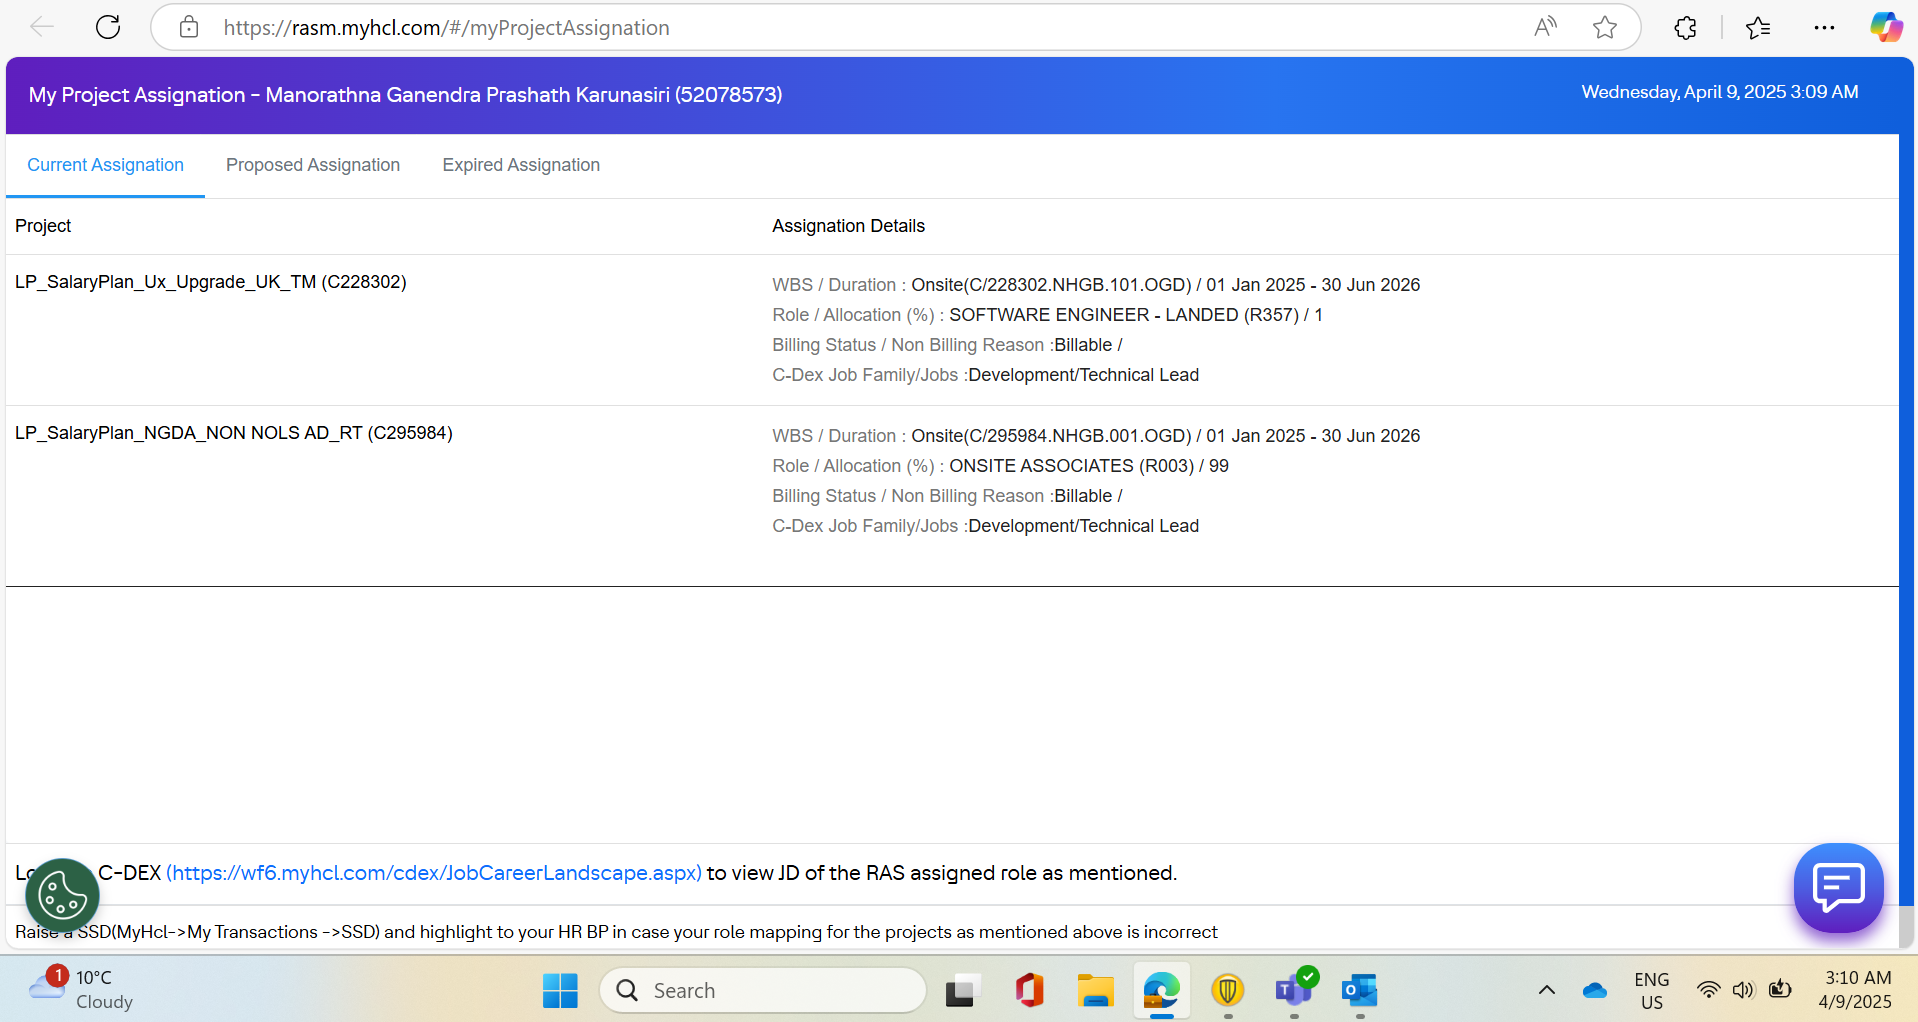 https://rasm.myhcl.com/#/myProjectAssignation
My Project Assignation - Manorathna Ganendra Prashath Karunasiri (52078573)
Wednesday, April 9, 2025 3:09 AM
Current Assignation
Proposed Assignation
Expired Assignation
Project
Assignation Details
LP_SalaryPlan_Ux_Upgrade_UK_TM (C228302)
WBS / Duration : Onsite(C/228302.NHGB.101.OGD) / 01 Jan 2025 - 30 Jun 2026
Role / Allocation (%) : SOFTWARE ENGINEER - LANDED (R357) / 1
Billing Status / Non Billing Reason :Billable /
C-Dex Job Family/Jobs :Development/Technical Lead
LP_SalaryPlan_NGDA_NON NOLS AD_RT (C295984)
WBS / Duration : Onsite(C/295984.NHGB.001.OGD) / 01 Jan 2025 - 30 Jun 2026
Role / Allocation (%) : ONSITE ASSOCIATES (R003) / 99
Billing Status / Non Billing Reason :Billable /
C-Dex Job Family/Jobs :Development/Technical Lead
C-DEX (https://wf6.myhcl.com/cdex/JobCareerLandscape.aspx) to view JD of the RAS assigned role as mentioned.
Raise a SSD(MyHcl->My Transactions ->SSD) and highlight to your HR BP in case your role mapping for the projects as mentioned above is incorrect
1
10°C
Cloudy
Search
ENG
US
3:10 AM
4/9/2025